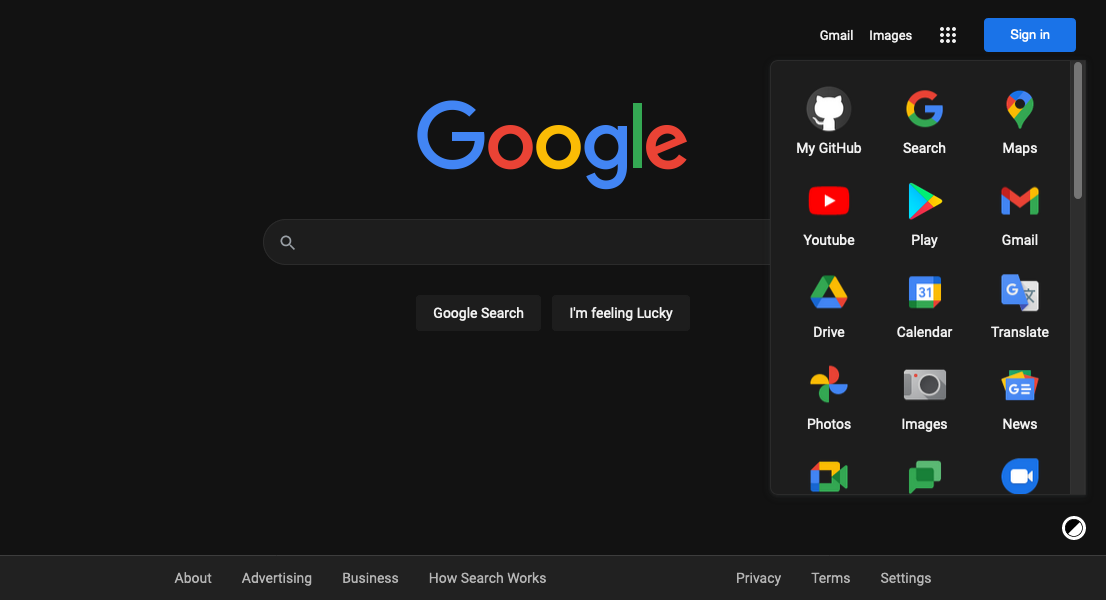 Gmail Images Sign in
Google
My GitHub Search Maps
Youtube Play Gmail
31 G
Drive Calendar Translate
Photos Images News
Google Search I'm feeling Lucky
About Advertising Business How Search Works Privacy Terms Settings